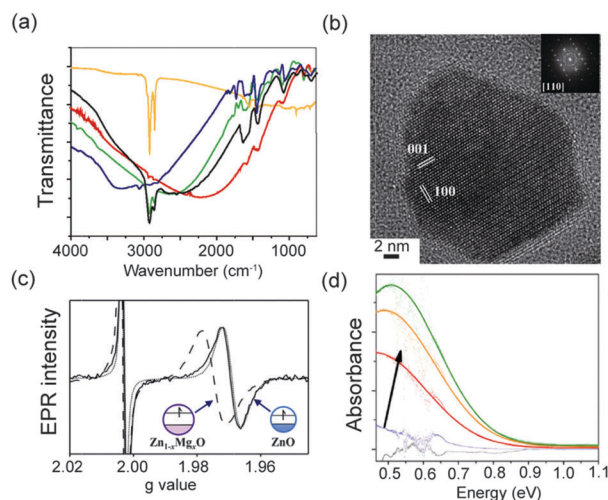 (a)
Transmittance
4000
3000
2000
1000
Wavenumber (cm⁻¹)
(b)
[110]
001
100
2 nm
(c)
EPR intensity
Zn₁₋ₓMgₓO
ZnO
2.02
2.00
1.98
1.96
g value
(d)
Absorbance
0.5
0.6
0.7
0.8
0.9
1.0
1.1
Energy (eV)